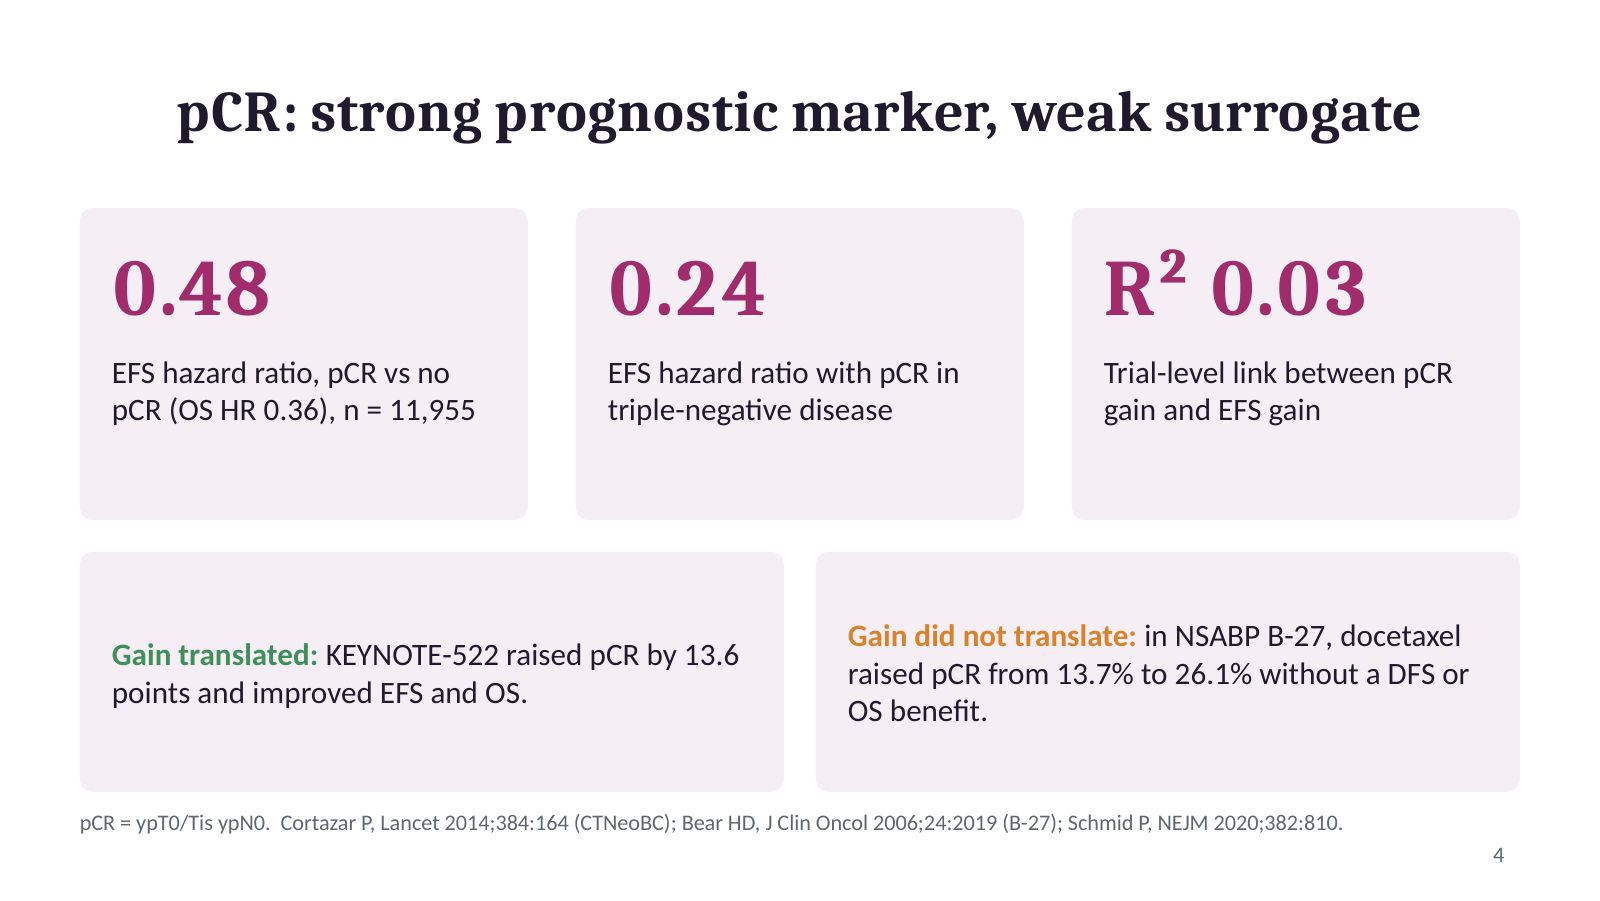 pCR: strong prognostic marker, weak surrogate
0.48
EFS hazard ratio, pCR vs no
pCR (OS HR 0.36), n = 11,955
0.24
EFS hazard ratio with pCR in
triple-negative disease
R² 0.03
Trial-level link between pCR
gain and EFS gain
Gain translated: KEYNOTE-522 raised pCR by 13.6
points and improved EFS and OS.
Gain did not translate: in NSABP B-27, docetaxel
raised pCR from 13.7% to 26.1% without a DFS or
OS benefit.
pCR = ypT0/Tis ypN0.  Cortazar P, Lancet 2014;384:164 (CTNeoBC); Bear HD, J Clin Oncol 2006;24:2019 (B-27); Schmid P, NEJM 2020;382:810.
4